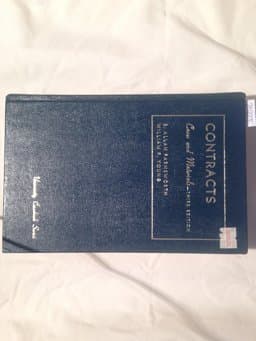 CONTRACTS
Cases and Materials—THIRD EDITION
E. ALLAN FARNSWORTH
WILLIAM F. YOUNG
University Casebook Series